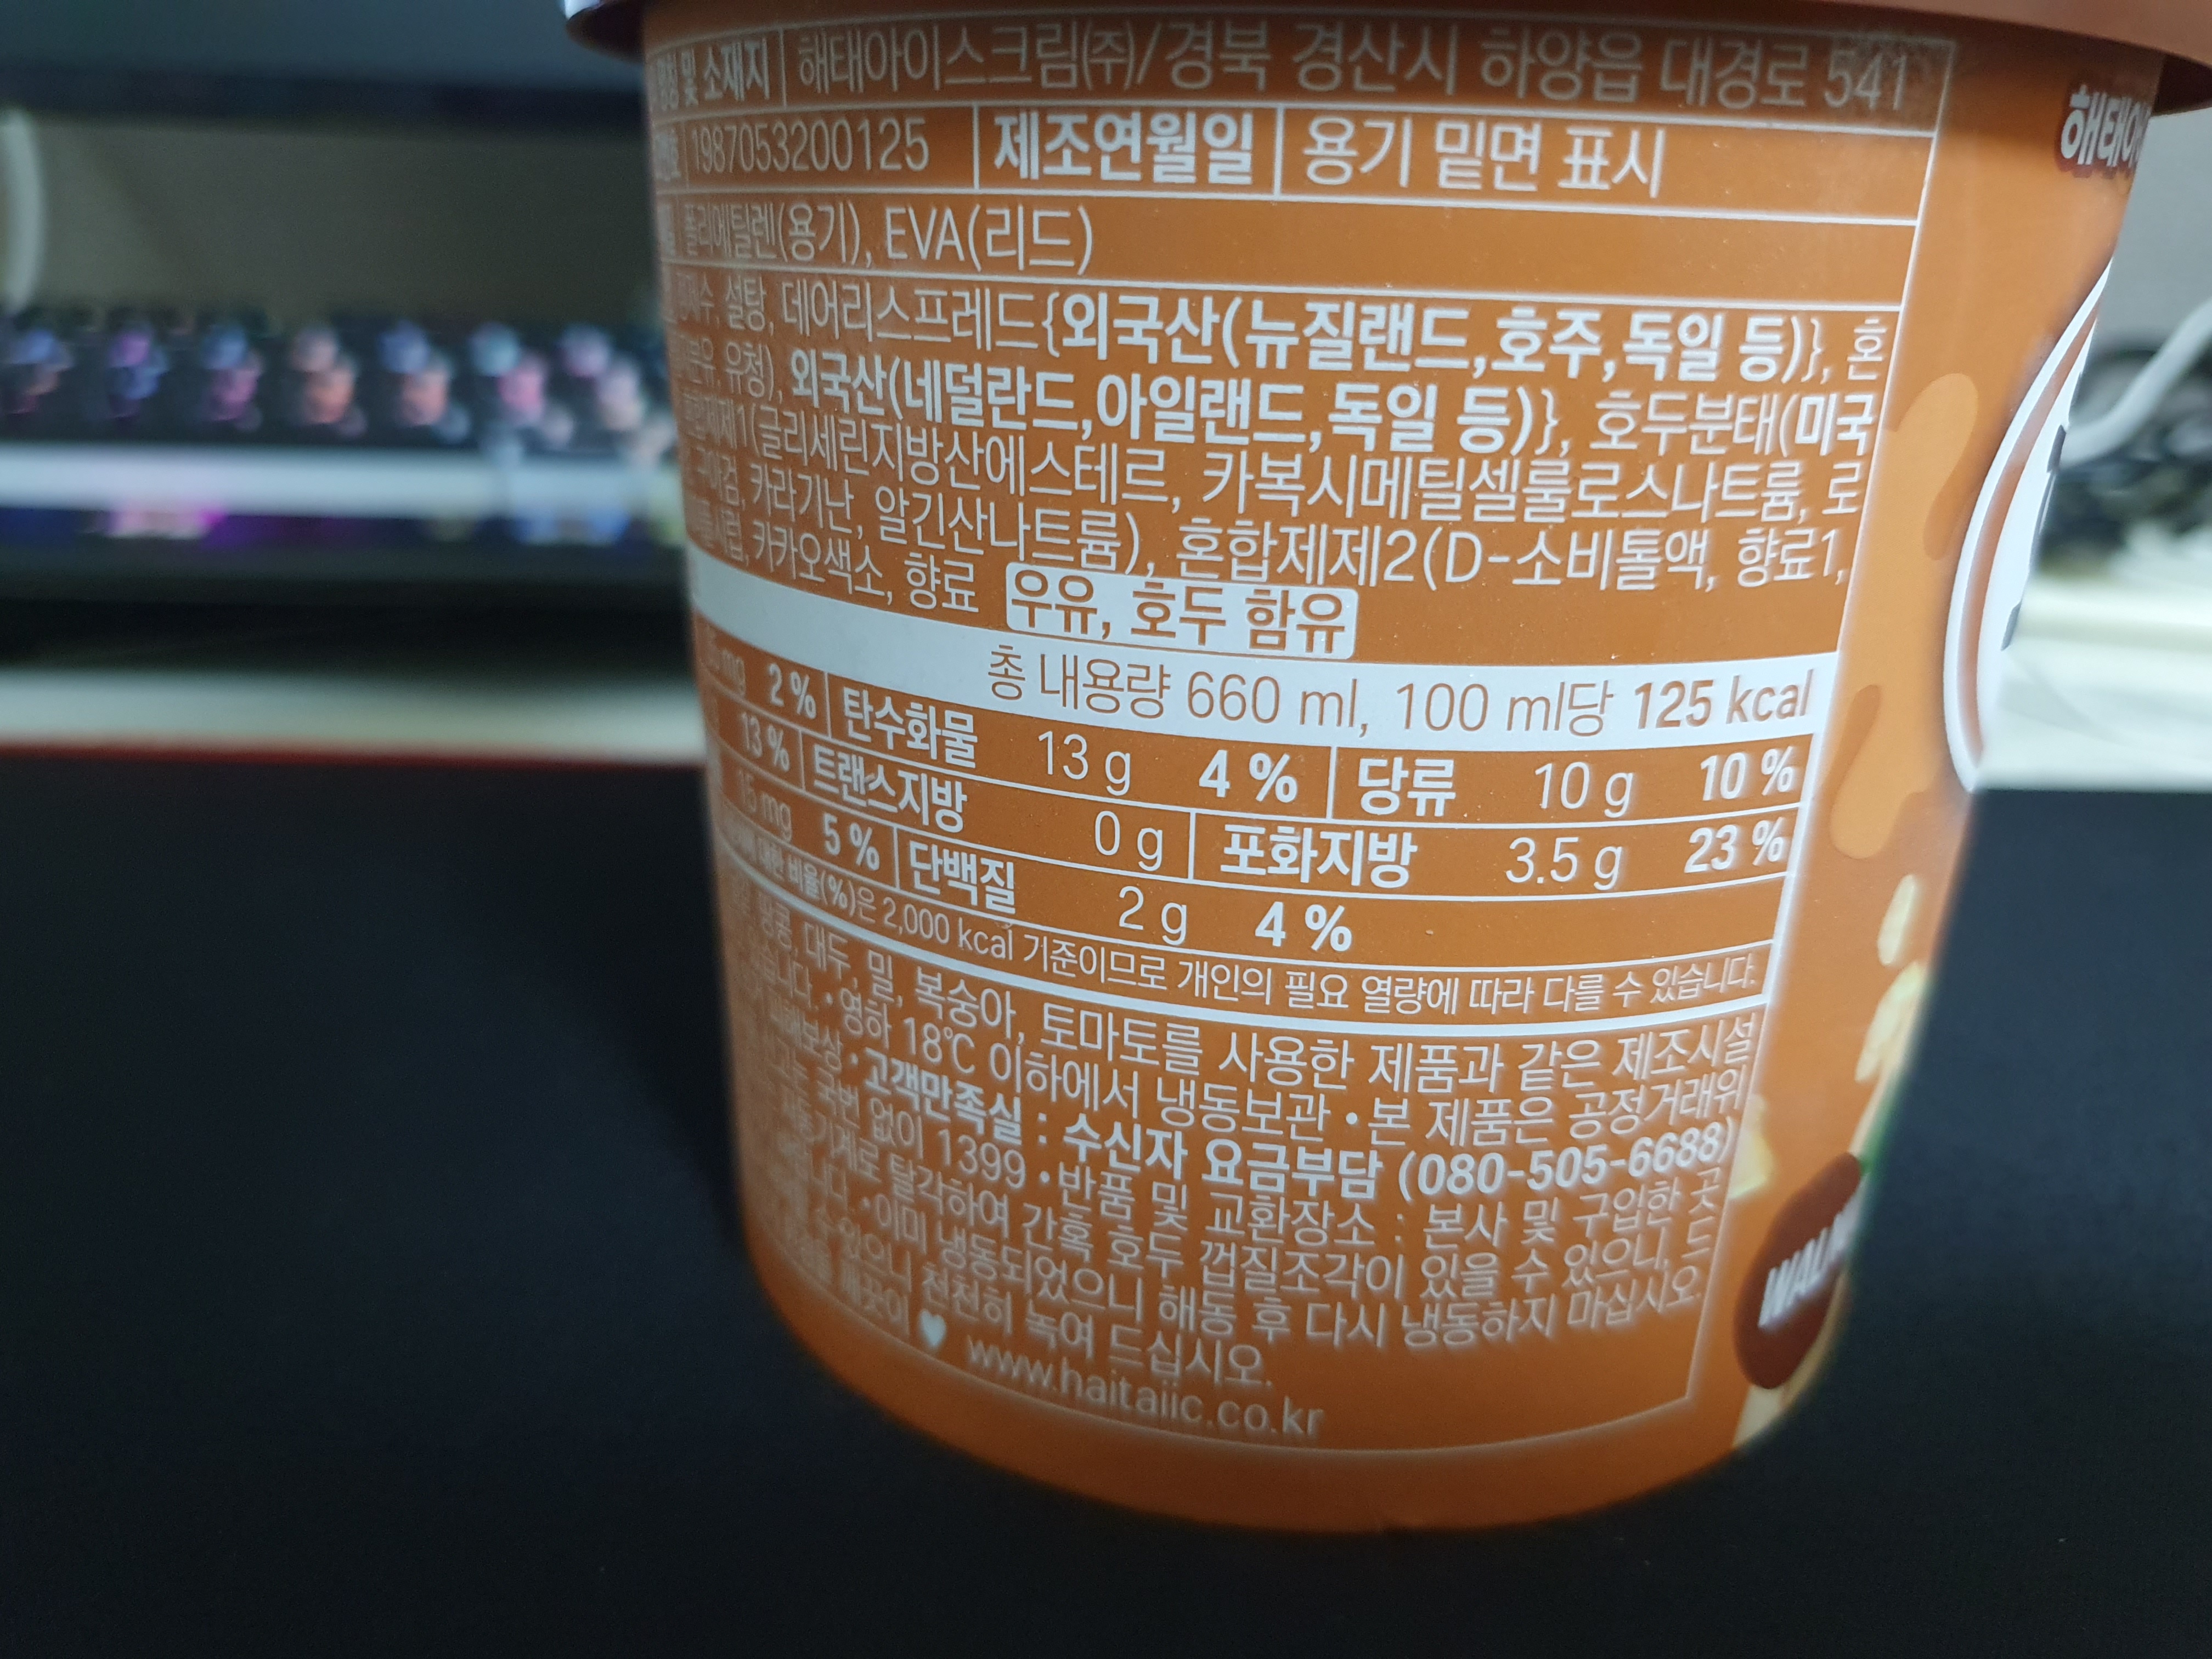 및 소재지 해태아이스크림(주)/경북 경산시 하양읍 대경로 541
1987053200125 제조연월일 용기 밑면 표시
폴리에틸렌(용기), EVA(리드)
설탕, 데어리스프레드{외국산(뉴질랜드,호주,독일 등)}, 혼
유청), 외국산(네덜란드,아일랜드,독일 등)}, 호두분태(미국
글리세린지방산에스테르, 카복시메틸셀룰로스나트륨, 로
카라기난, 알긴산나트륨), 혼합제제2(D-소비톨액, 향료1,
카카오색소, 향료 우유, 호두 함유
총 내용량 660 ml, 100 ml당 125 kcal
mg 2 % 탄수화물 13 g 4 % 당류 10 g 10 %
13 % 트랜스지방 0 g 포화지방 3.5 g 23 %
15 mg 5 % 단백질 2 g 4 %
대한 비율(%)은 2,000 kcal 기준이므로 개인의 필요 열량에 따라 다를 수 있습니다.
땅콩, 대두, 밀, 복숭아, 토마토를 사용한 제품과 같은 제조시설
•영하 18℃ 이하에서 냉동보관 •본 제품은 공정거래위
•고객만족실 : 수신자 요금부담 (080-505-6688)
국번 없이 1399 •반품 및 교환장소 : 본사 및 구입한 곳
탈각하여 간혹 호두 껍질조각이 있을 수 있으니, 드
•이미 냉동되었으니 해동 후 다시 냉동하지 마십시오.
천천히 녹여 드십시오.
♥ www.haitaiic.co.kr